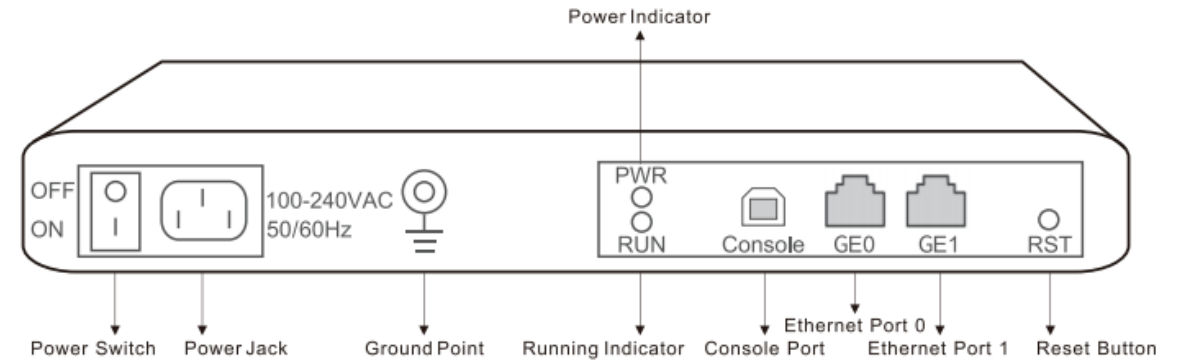 Power Indicator
OFF
ON
100-240VAC
50/60Hz
PWR
RUN
Console
GE0
GE1
RST
Ethernet Port 0
Power Switch
Power Jack
Ground Point
Running Indicator
Console Port
Ethernet Port 1
Reset Button